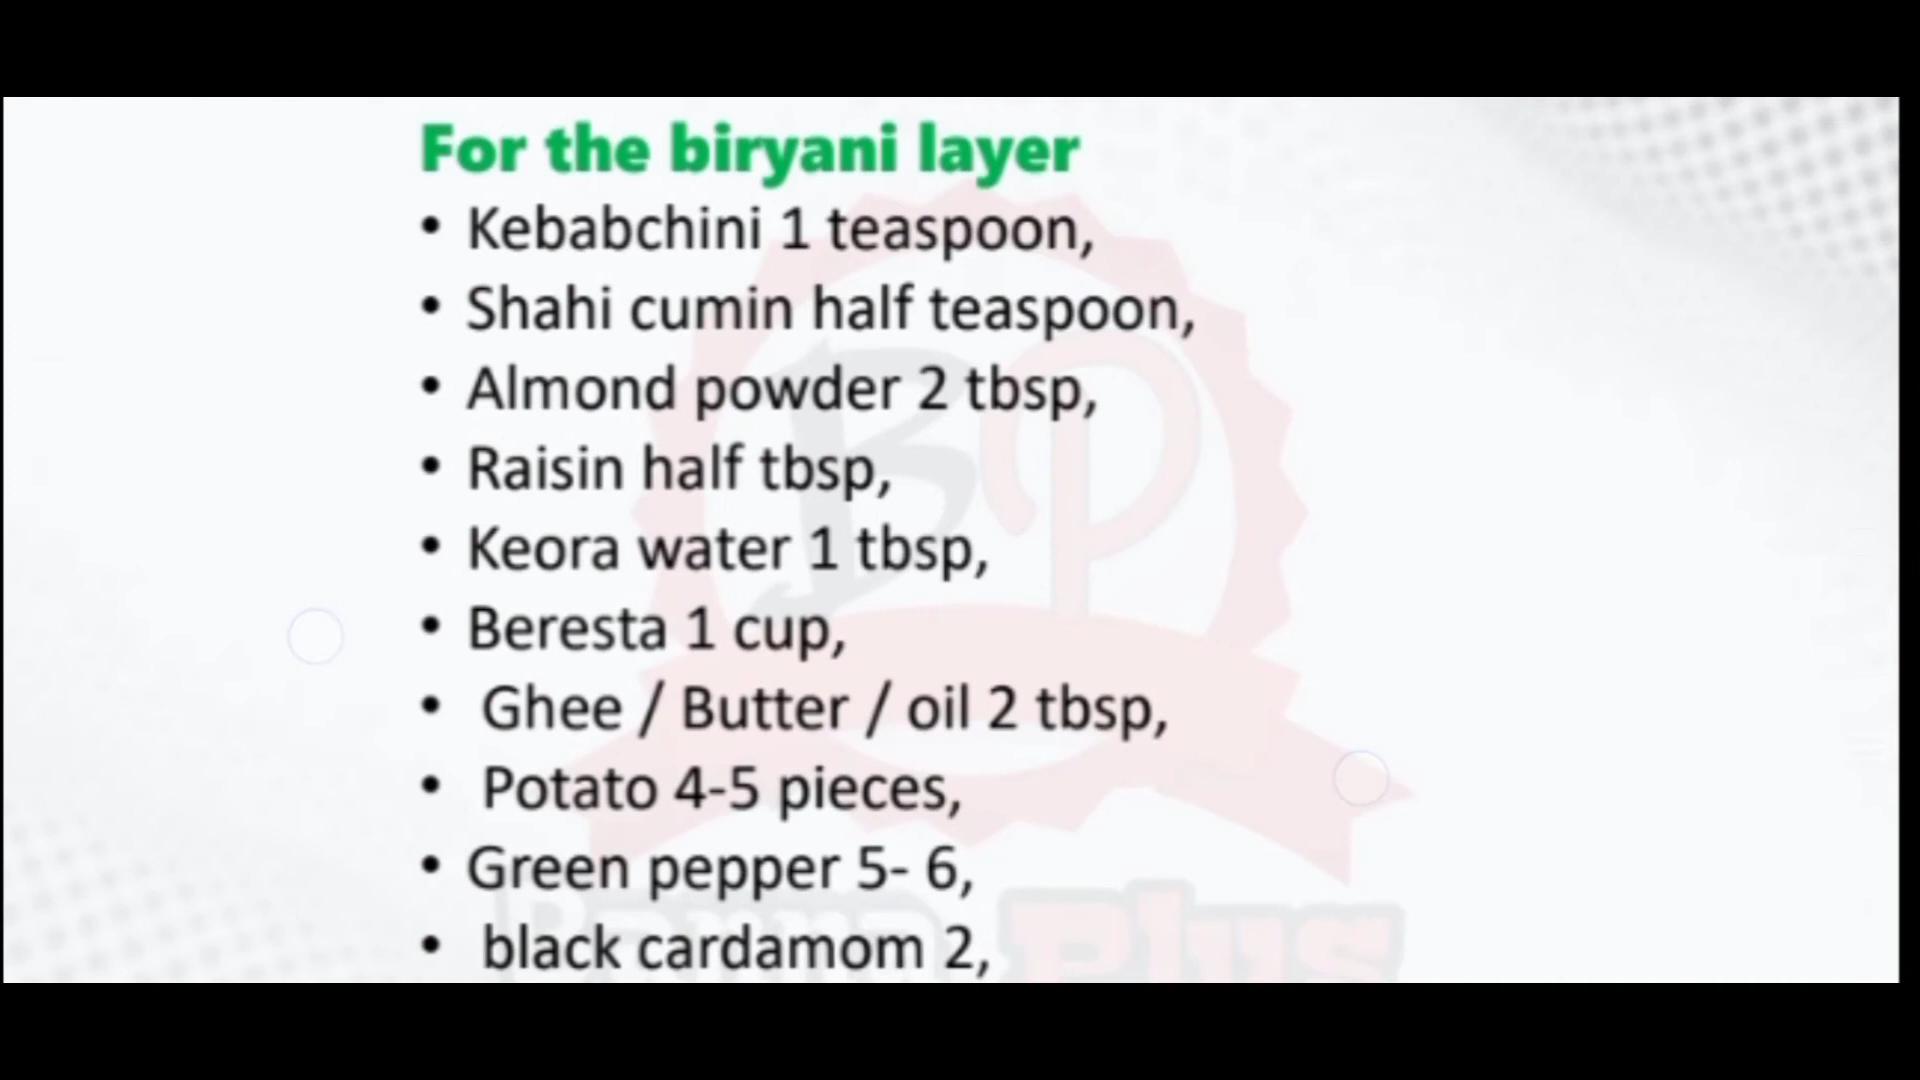 For the biryani layer
• Kebabchini 1 teaspoon,
• Shahi cumin half teaspoon,
• Almond powder 2 tbsp,
• Raisin half tbsp,
• Keora water 1 tbsp,
• Beresta 1 cup,
• Ghee / Butter / oil 2 tbsp,
• Potato 4-5 pieces,
• Green pepper 5- 6,
• black cardamom 2,
BP
Plus